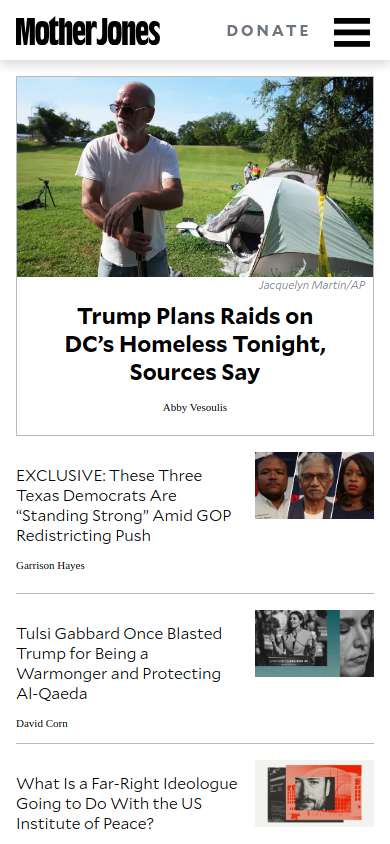 Mother Jones
DONATE
Jacquelyn Martin/AP
Trump Plans Raids on
DC’s Homeless Tonight,
Sources Say
Abby Vesoulis
EXCLUSIVE: These Three
Texas Democrats Are
“Standing Strong” Amid GOP
Redistricting Push
Garrison Hayes
Tulsi Gabbard Once Blasted
Trump for Being a
Warmonger and Protecting
Al-Qaeda
David Corn
What Is a Far-Right Ideologue
Going to Do With the US
Institute of Peace?